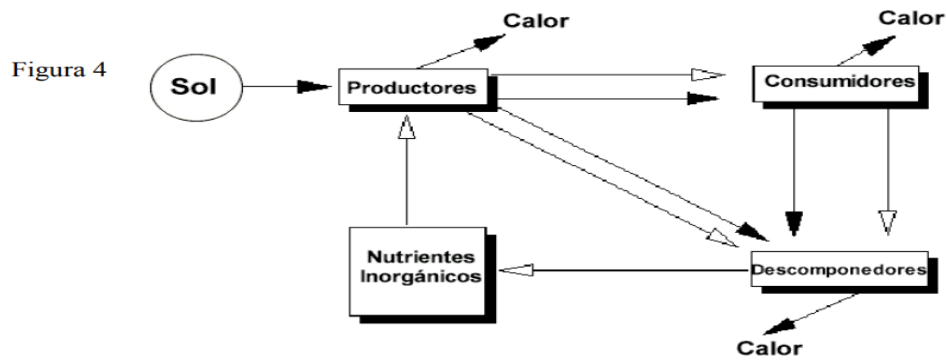 Calor
Calor
Figura 4
Sol
Productores
Consumidores
Nutrientes
Inorgánicos
Descomponedores
Calor